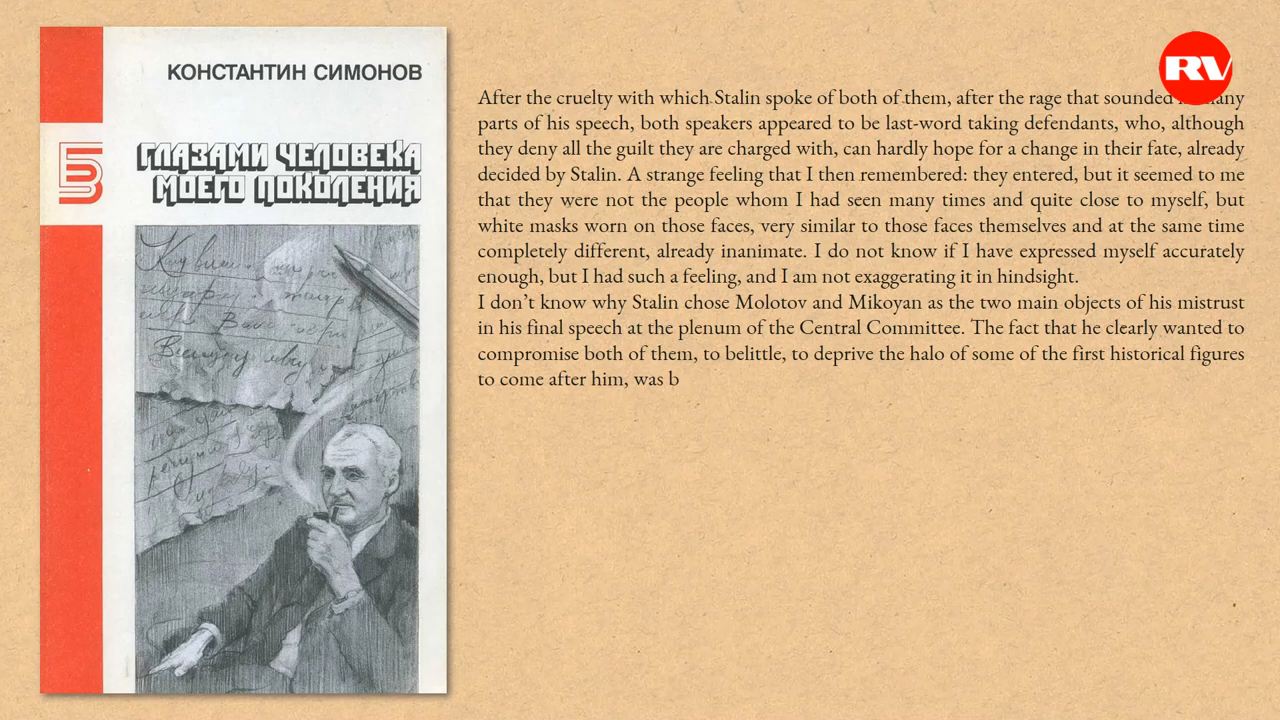 КОНСТАНТИН СИМОНОВ
ГЛАЗАМИ ЧЕЛОВЕКА
МОЕГО ПОКОЛЕНИЯ
RV
After the cruelty with which Stalin spoke of both of them, after the rage that sounded
parts of his speech, both speakers appeared to be last-word taking defendants, who, although
they deny all the guilt they are charged with, can hardly hope for a change in their fate, already
decided by Stalin. A strange feeling that I then remembered: they entered, but it seemed to me
that they were not the people whom I had seen many times and quite close to myself, but
white masks worn on those faces, very similar to those faces themselves and at the same time
completely different, already inanimate. I do not know if I have expressed myself accurately
enough, but I had such a feeling, and I am not exaggerating it in hindsight.
I don't know why Stalin chose Molotov and Mikoyan as the two main objects of his mistrust
in his final speech at the plenum of the Central Committee. The fact that he clearly wanted to
compromise both of them, to belittle, to deprive the halo of some of the first historical figures
to come after him, was b